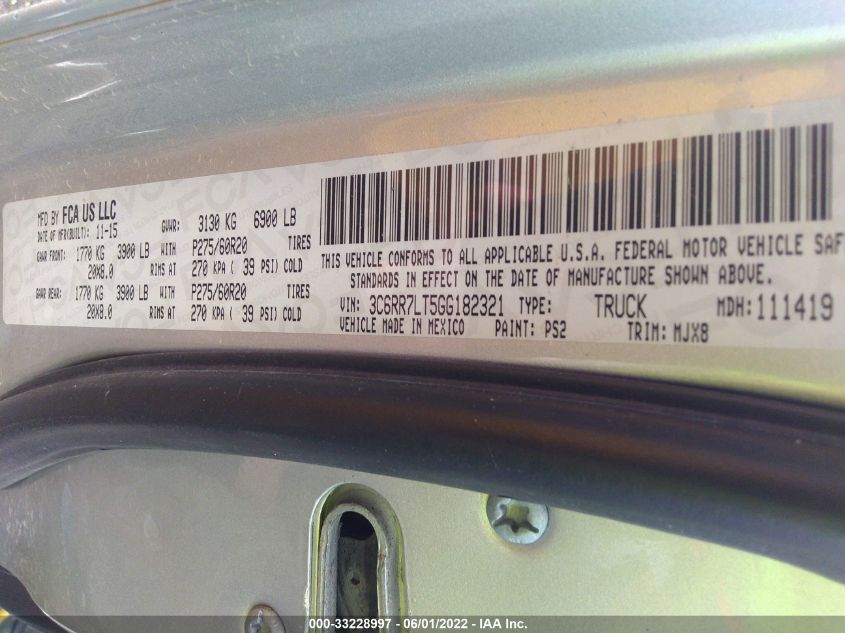 MFD BY FCA US LLC
DATE OF MFR(BUILT): 11-15 GVWR: 3130 KG 6900 LB
GAWR FRONT: 1770 KG 3900 LB WITH P275/60R20 TIRES
20X8.0 RIMS AT 270 KPA ( 39 PSI) COLD
GAWR REAR: 1770 KG 3900 LB WITH P275/60R20 TIRES
20X8.0 RIMS AT 270 KPA ( 39 PSI) COLD
THIS VEHICLE CONFORMS TO ALL APPLICABLE U.S.A. FEDERAL MOTOR VEHICLE SAFE
STANDARDS IN EFFECT ON THE DATE OF MANUFACTURE SHOWN ABOVE.
VIN: 3C6RR7LT5GG182321 TYPE: TRUCK MDH: 111419
VEHICLE MADE IN MEXICO PAINT: PS2 TRIM: MJX8
000-33228997 - 06/01/2022 - IAA Inc.